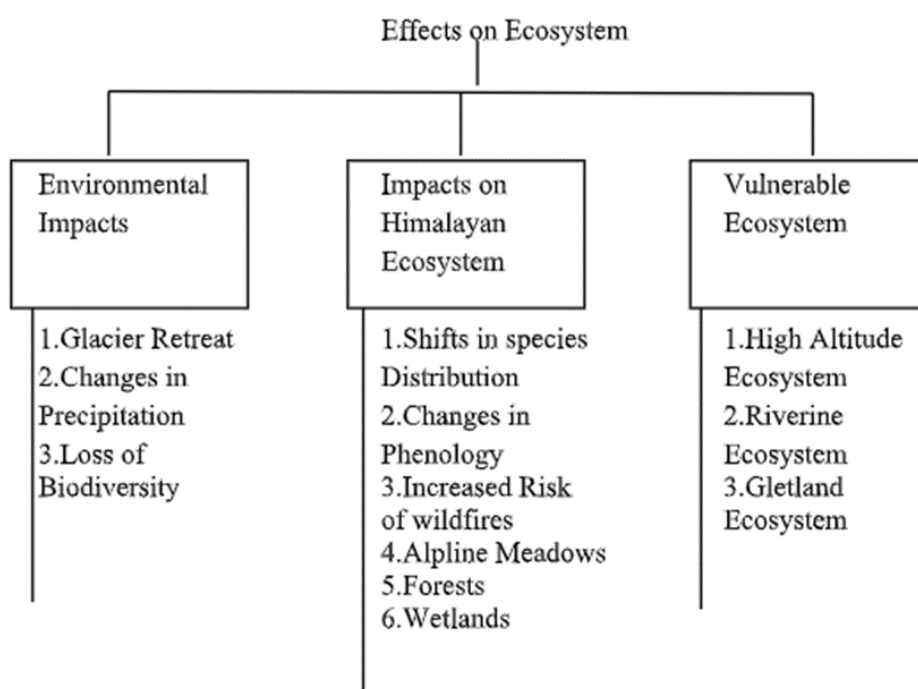 Effects on Ecosystem
Environmental
Impacts
1.Glacier Retreat
2.Changes in
Precipitation
3.Loss of
Biodiversity
Impacts on
Himalayan
Ecosystem
1.Shifts in species
Distribution
2.Changes in
Phenology
3.Increased Risk
of wildfires
4.Alpline Meadows
5.Forests
6.Wetlands
Vulnerable
Ecosystem
1.High Altitude
Ecosystem
2.Riverine
Ecosystem
3.Gletland
Ecosystem